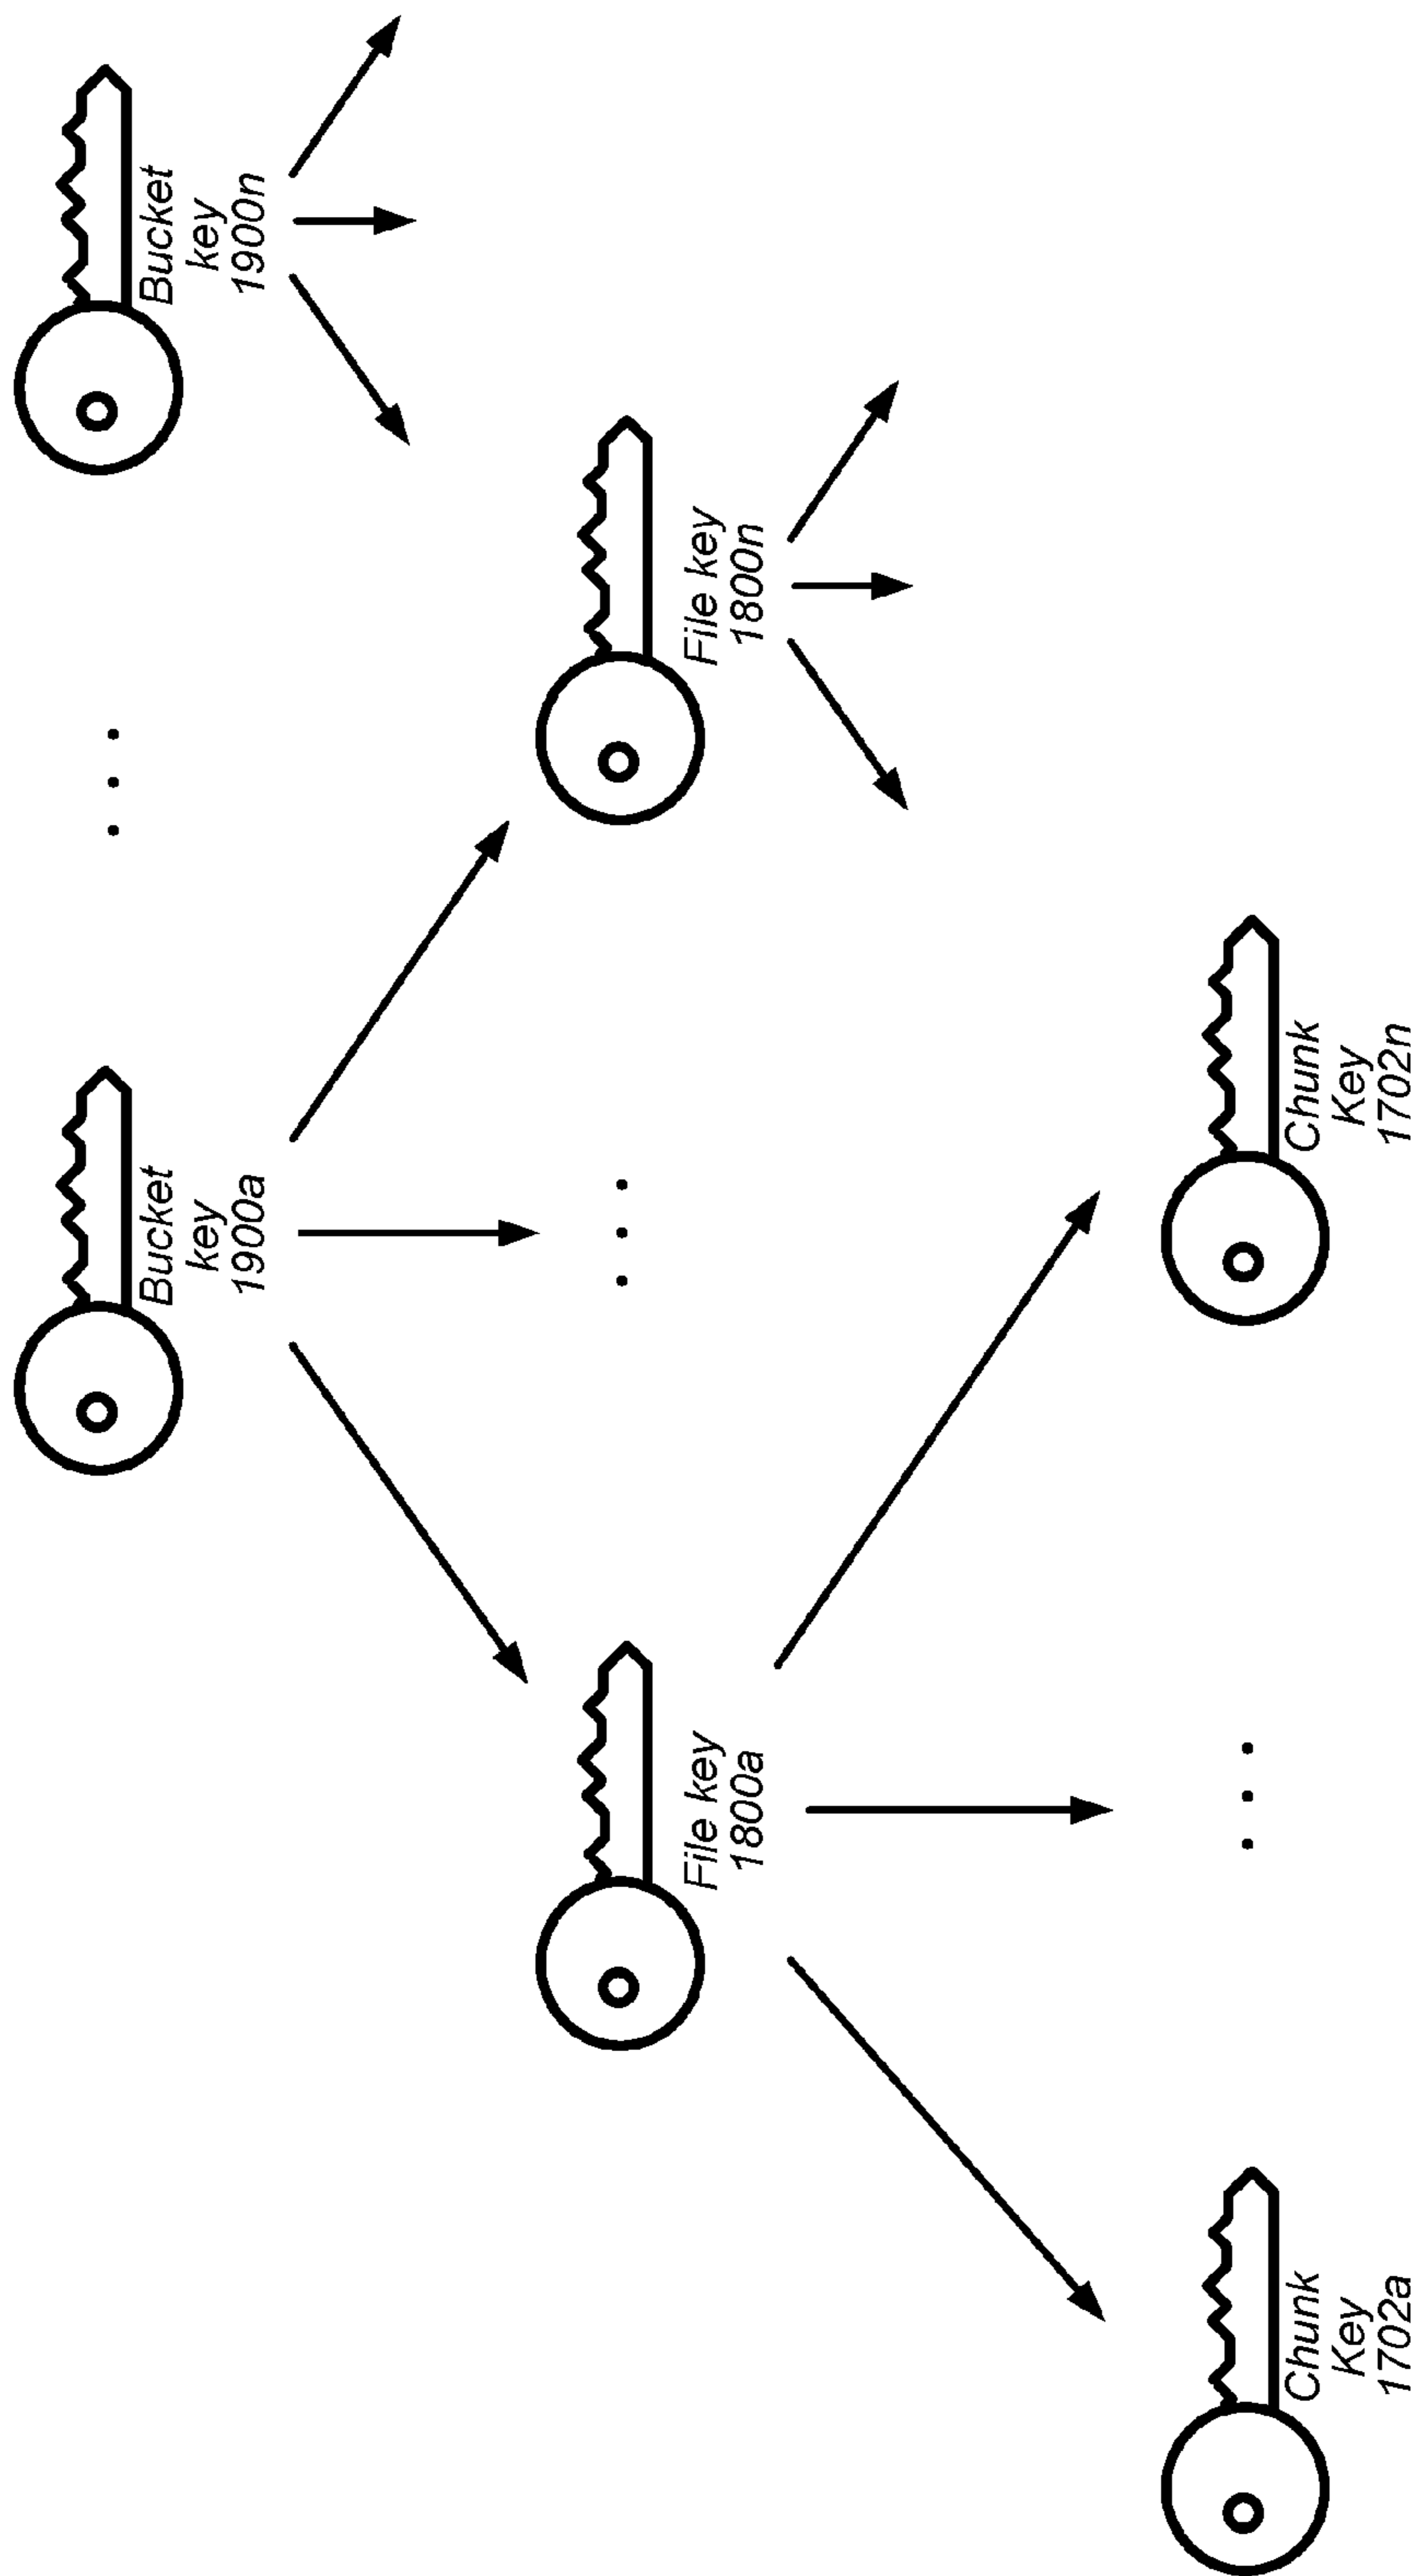 Bucket
key
1900a
. . .
Bucket
key
1900n
File key
1800a
. . .
File key
1800n
Chunk
Key
1702a
. . .
Chunk
Key
1702n